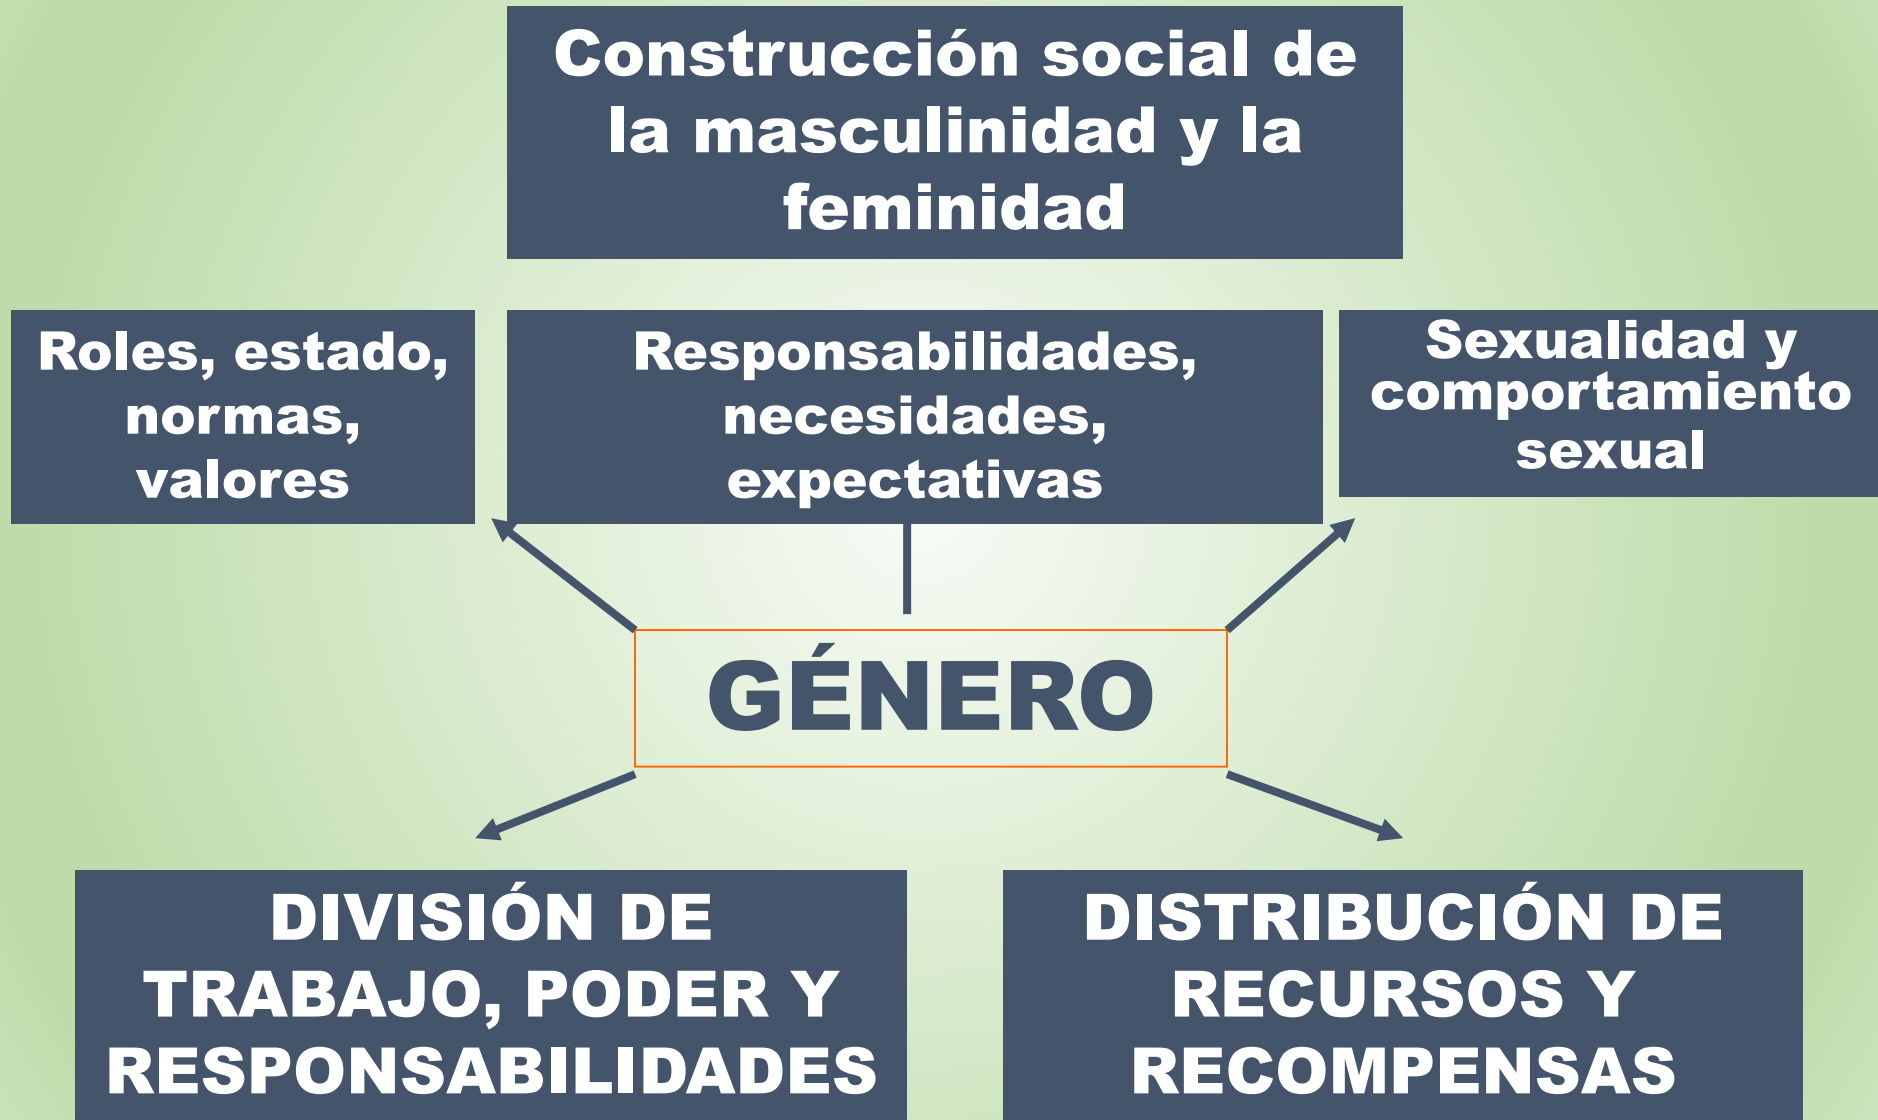 Construcción social de
la masculinidad y la
feminidad
Roles, estado,
normas,
valores
Responsabilidades,
necesidades,
expectativas
Sexualidad y
comportamiento
sexual
GÉNERO
DIVISIÓN DE
TRABAJO, PODER Y
RESPONSABILIDADES
DISTRIBUCIÓN DE
RECURSOS Y
RECOMPENSAS